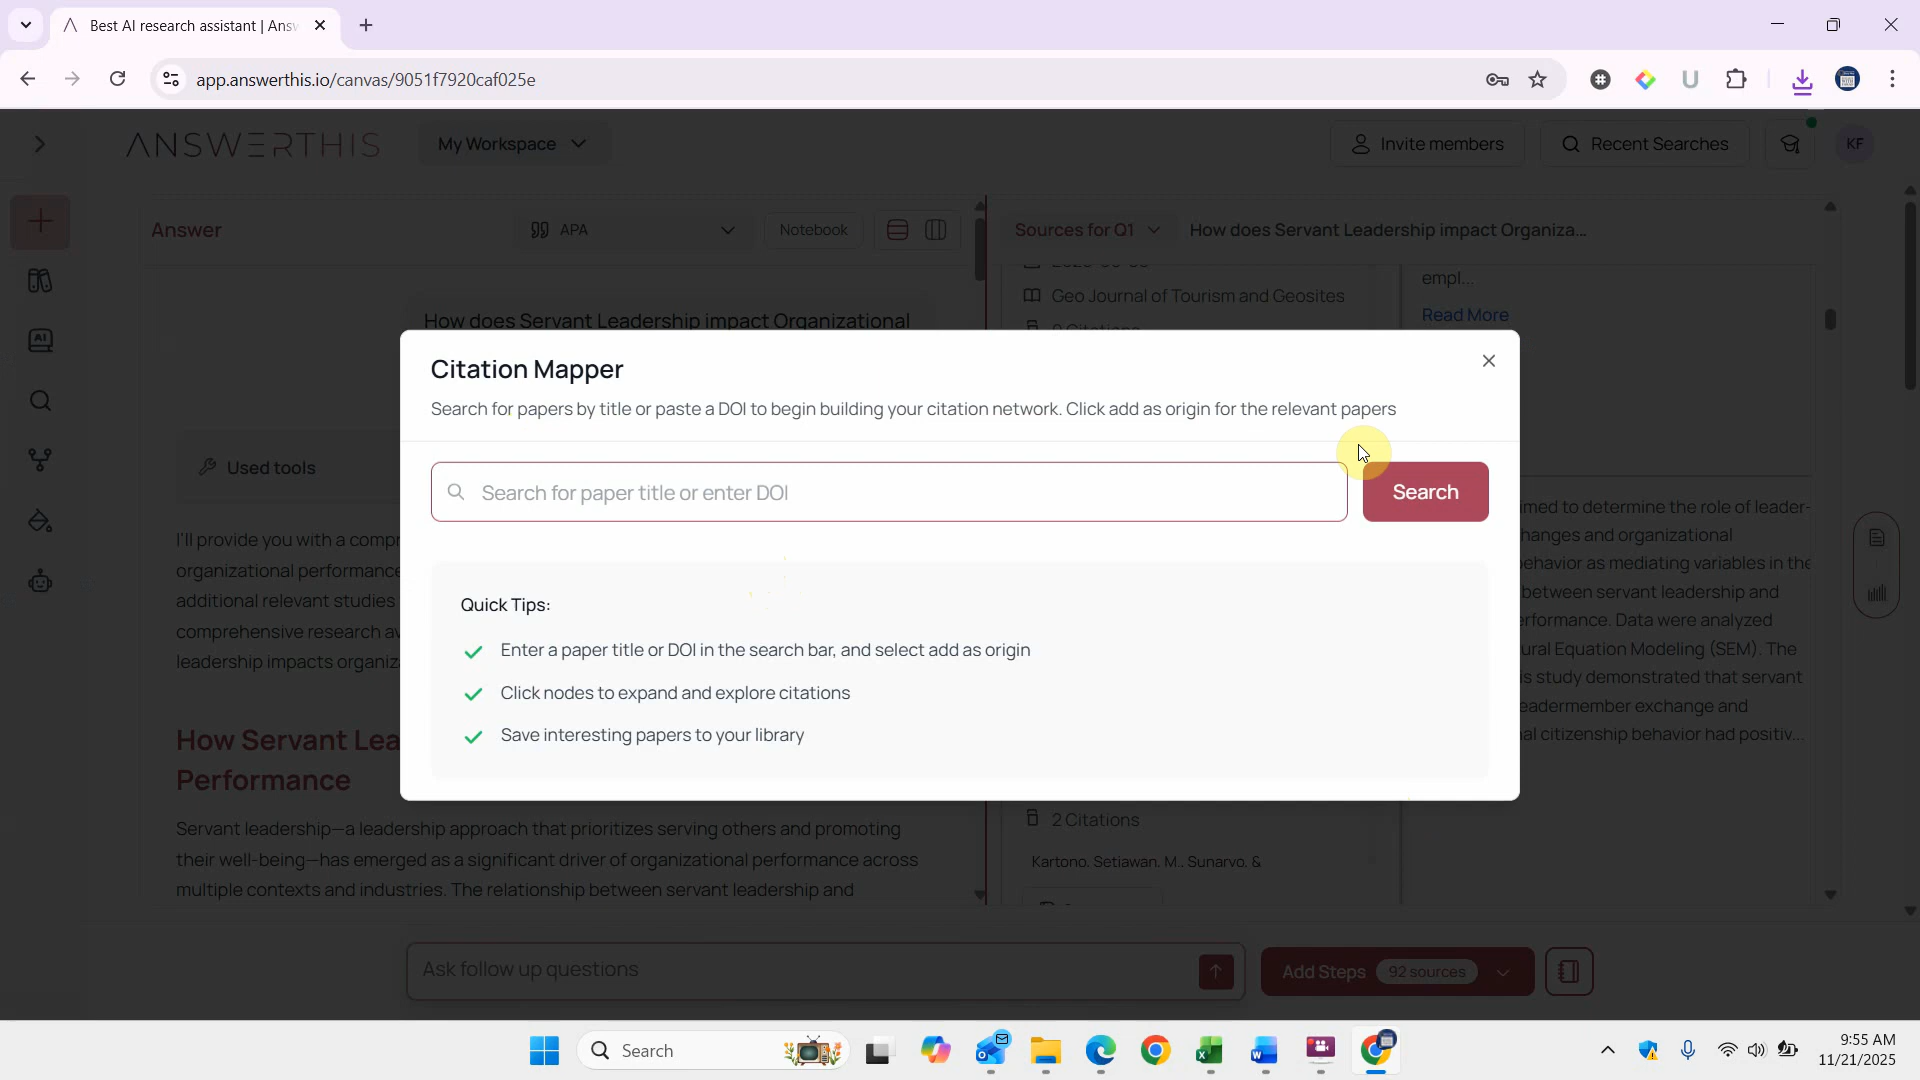 Best AI research assistant | Ans
app.answerthis.io/canvas/9051f7920caf025e
ANSWERTHIS
My Workspace
Invite members
Recent Searches
KF
Answer
APA
Notebook
Sources for Q1
How does Servant Leadership impact Organiza...
empl...
Geo Journal of Tourism and Geosites
Read More
How does Servant Leadership impact Organizational
Citation Mapper
Search for papers by title or paste a DOI to begin building your citation network. Click add as origin for the relevant papers
Used tools
Search for paper title or enter DOI
Search
Quick Tips:
Enter a paper title or DOI in the search bar, and select add as origin
Click nodes to expand and explore citations
Save interesting papers to your library
I'll provide you with a compr
organizational performance
additional relevant studies
comprehensive research av
leadership impacts organiz
How Servant Lea
Performance
Servant leadership—a leadership approach that prioritizes serving others and promoting
their well-being—has emerged as a significant driver of organizational performance across
multiple contexts and industries. The relationship between servant leadership and
imed to determine the role of leader-
hanges and organizational
ehavior as mediating variables in the
between servant leadership and
erformance. Data were analyzed
ural Equation Modeling (SEM). The
is study demonstrated that servant
eadermember exchange and
al citizenship behavior had positiv...
2 Citations
Kartono, Setiawan, M., Sunaryo, &
Ask follow up questions
Add Steps
92 sources
AI
Search
9:55 AM
11/21/2025